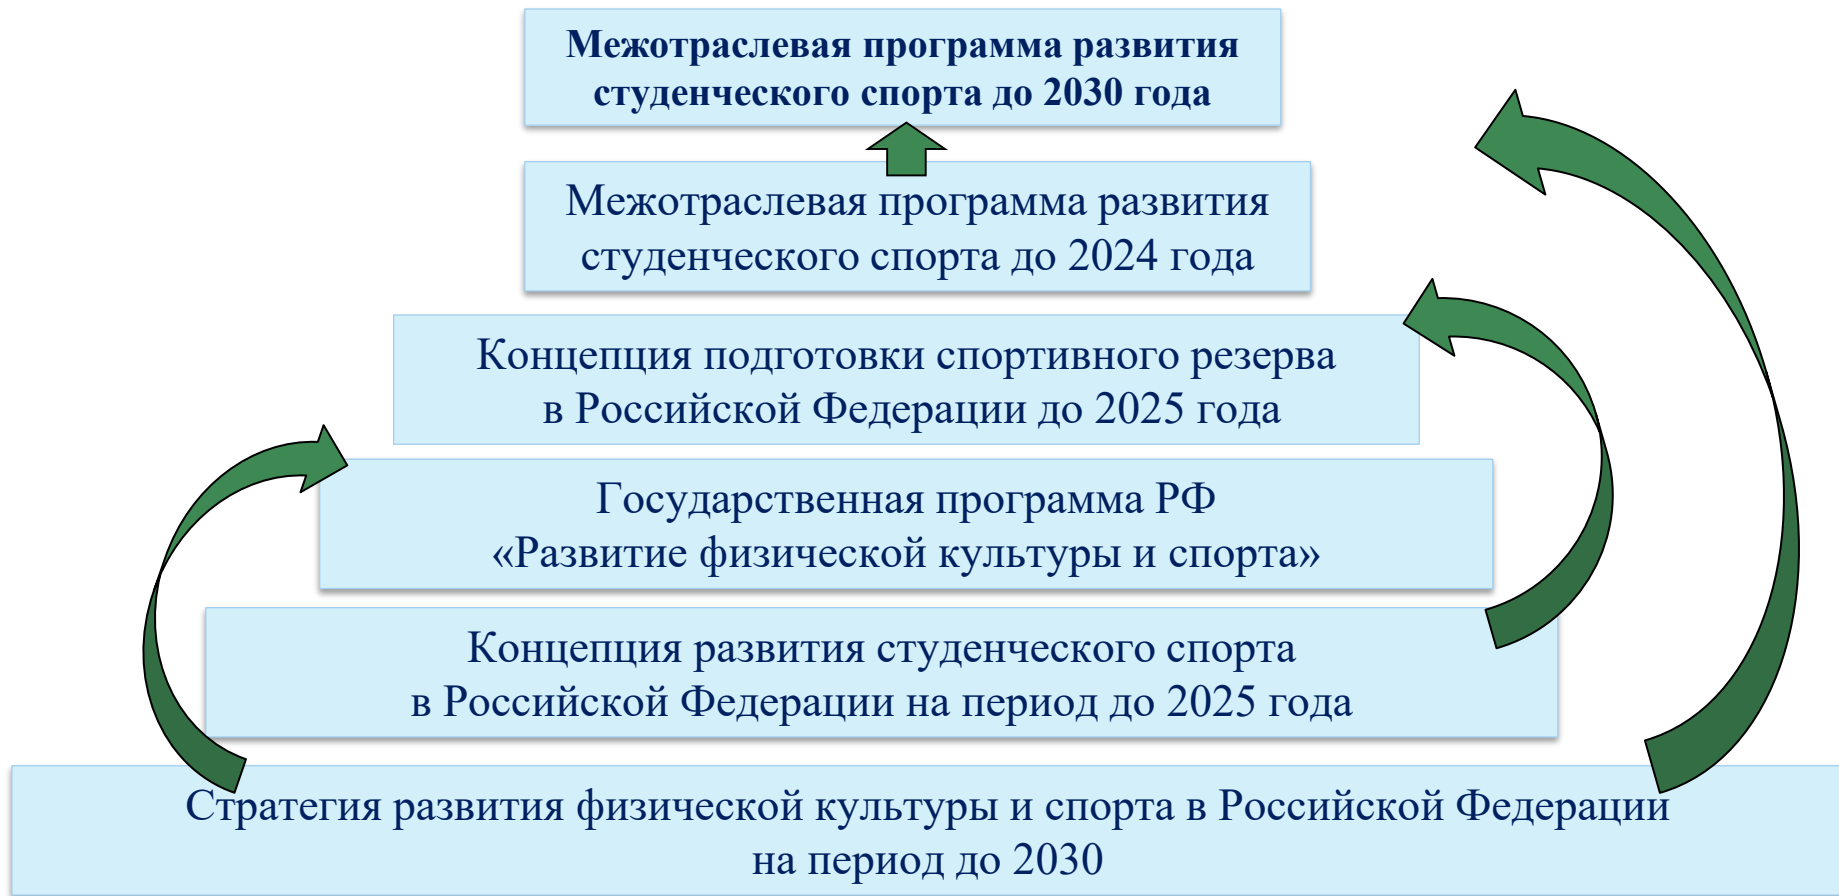 Межотраслевая программа развития
студенческого спорта до 2030 года
Межотраслевая программа развития
студенческого спорта до 2024 года
Концепция подготовки спортивного резерва
в Российской Федерации до 2025 года
Государственная программа РФ
«Развитие физической культуры и спорта»
Концепция развития студенческого спорта
в Российской Федерации на период до 2025 года
Стратегия развития физической культуры и спорта в Российской Федерации
на период до 2030